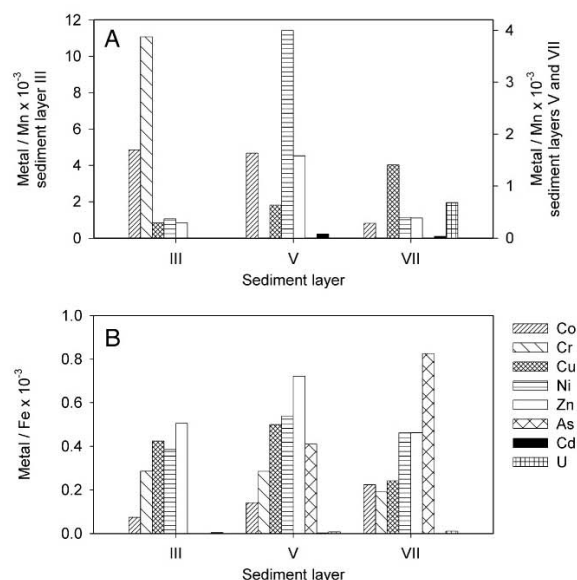 A
12
10
8
6
4
2
0
Metal / Mn x 10-3
sediment layer III
4
3
2
1
0
Metal / Mn x 10-3
sediment layers V and VII
III
V
VII
Sediment layer
B
1.0
0.8
0.6
0.4
0.2
0.0
Metal / Fe x 10-3
III
V
VII
Sediment layer
Co
Cr
Cu
Ni
Zn
As
Cd
U